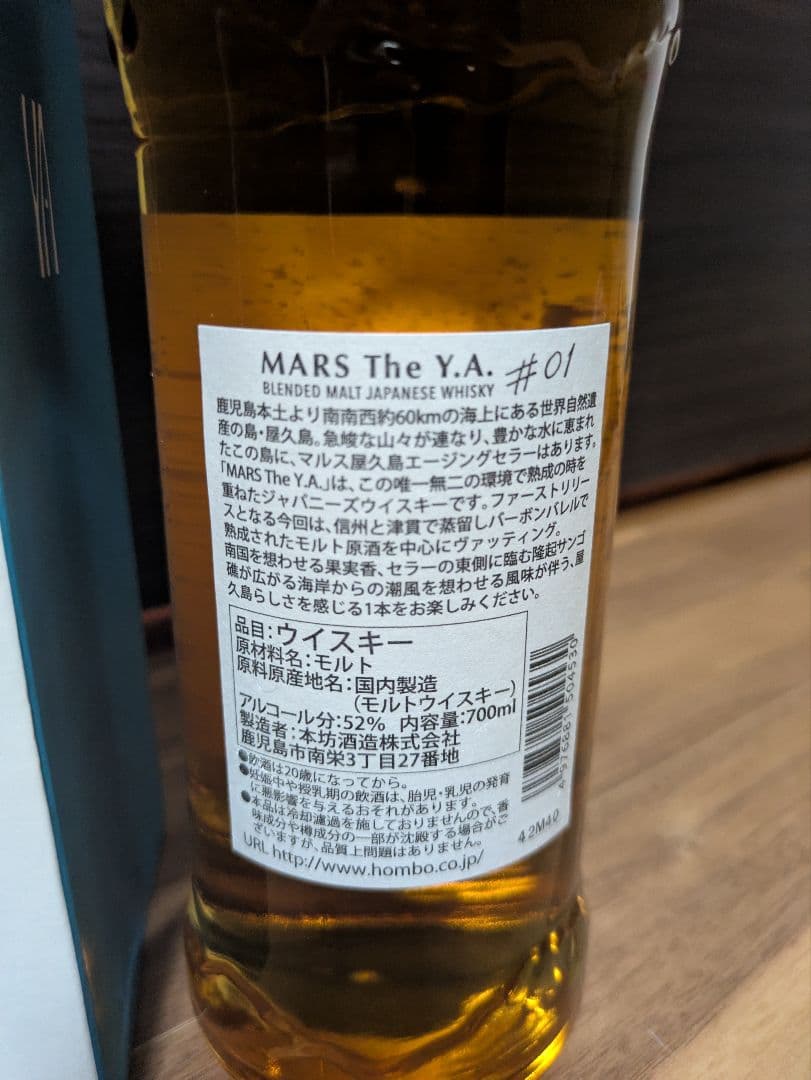 YA
MARS The Y.A. #01
BLENDED MALT JAPANESE WHISKY
鹿児島本土より南南西約60kmの海上にある世界自然遺
産の島・屋久島。急峻な山々が連なり、豊かな水に恵まれ
たこの島に、マルス屋久島エージングセラーはあります。
「MARS The Y.A.」は、この唯一無二の環境で熟成の時を
重ねたジャパニーズウイスキーです。ファーストリリー
スとなる今回は、信州と津貫で蒸留しバーボンバレルで
熟成されたモルト原酒を中心にヴァッティング。
南国を想わせる果実香、セラーの東側に臨む隆起サンゴ
礁が広がる海岸からの潮風を想わせる風味が伴う、屋
久島らしさを感じる1本をお楽しみください。
品目:ウイスキー
原材料名:モルト
原料原産地名:国内製造
(モルトウイスキー)
アルコール分:52% 内容量:700ml
製造者:本坊酒造株式会社
鹿児島市南栄3丁目27番地
●飲酒は20歳になってから。
●妊娠中や授乳期の飲酒は、胎児・乳児の発育
に悪影響を与えるおそれがあります。
●本品は冷却濾過を施しておりませんので、香
味成分や樽成分の一部が沈殿する場合がご
ざいますが、品質上問題はありません。
URL http://www.hombo.co.jp/
4 976881 504530
42M40